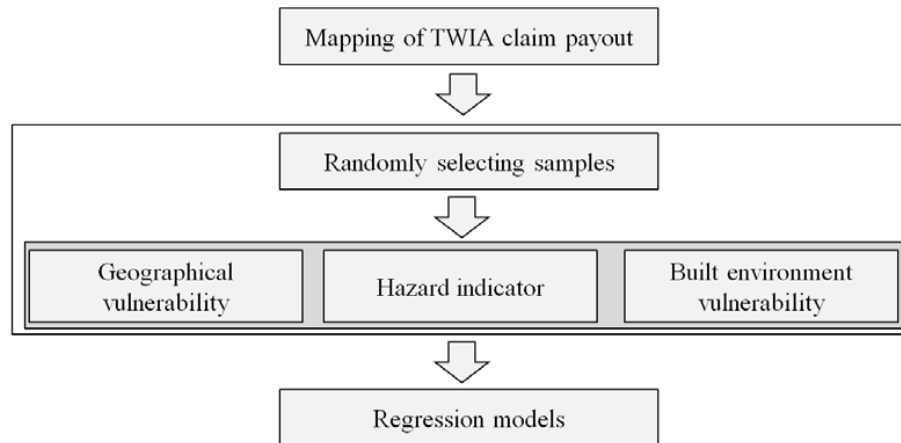 Mapping of TWIA claim payout
Randomly selecting samples
Geographical
vulnerability
Hazard indicator
Built environment
vulnerability
Regression models